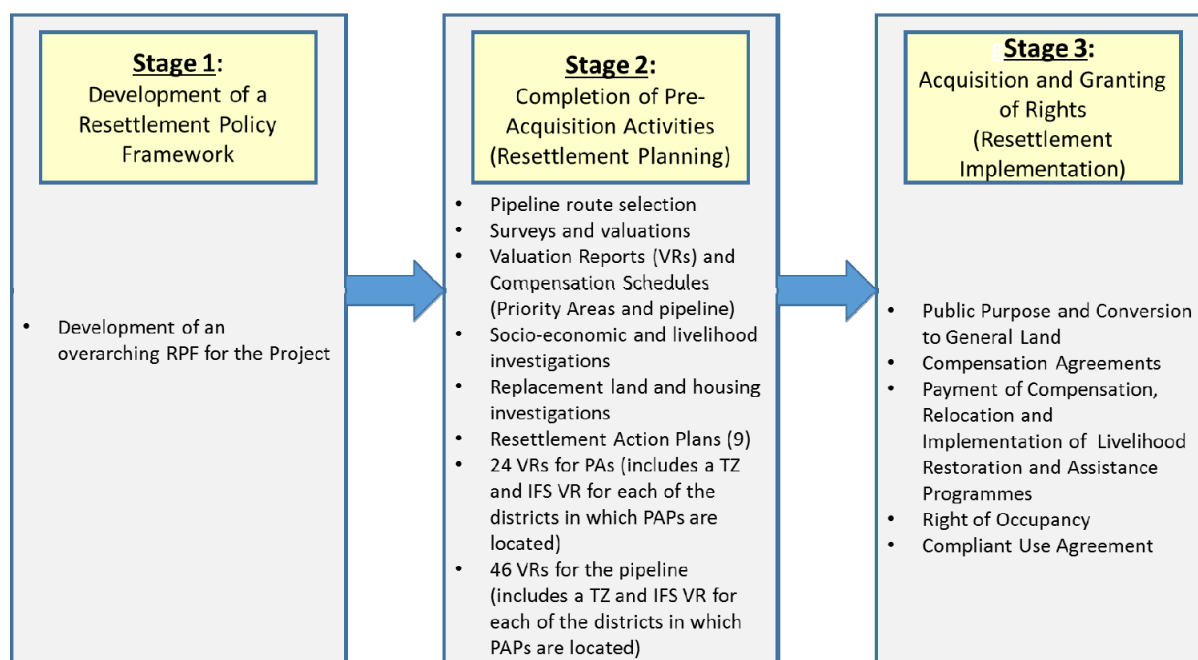 Stage 1:
Development of a
Resettlement Policy
Framework
• Development of an
overarching RPF for the Project
Stage 2:
Completion of Pre-
Acquisition Activities
(Resettlement Planning)
• Pipeline route selection
• Surveys and valuations
• Valuation Reports (VRs) and
Compensation Schedules
(Priority Areas and pipeline)
• Socio-economic and livelihood
investigations
• Replacement land and housing
investigations
• Resettlement Action Plans (9)
• 24 VRs for PAs (includes a TZ
and IFS VR for each of the
districts in which PAPs are
located)
• 46 VRs for the pipeline
(includes a TZ and IFS VR for
each of the districts in which
PAPs are located)
Stage 3:
Acquisition and Granting
of Rights
(Resettlement
Implementation)
• Public Purpose and Conversion
to General Land
• Compensation Agreements
• Payment of Compensation,
Relocation and
Implementation of Livelihood
Restoration and Assistance
Programmes
• Right of Occupancy
• Compliant Use Agreement